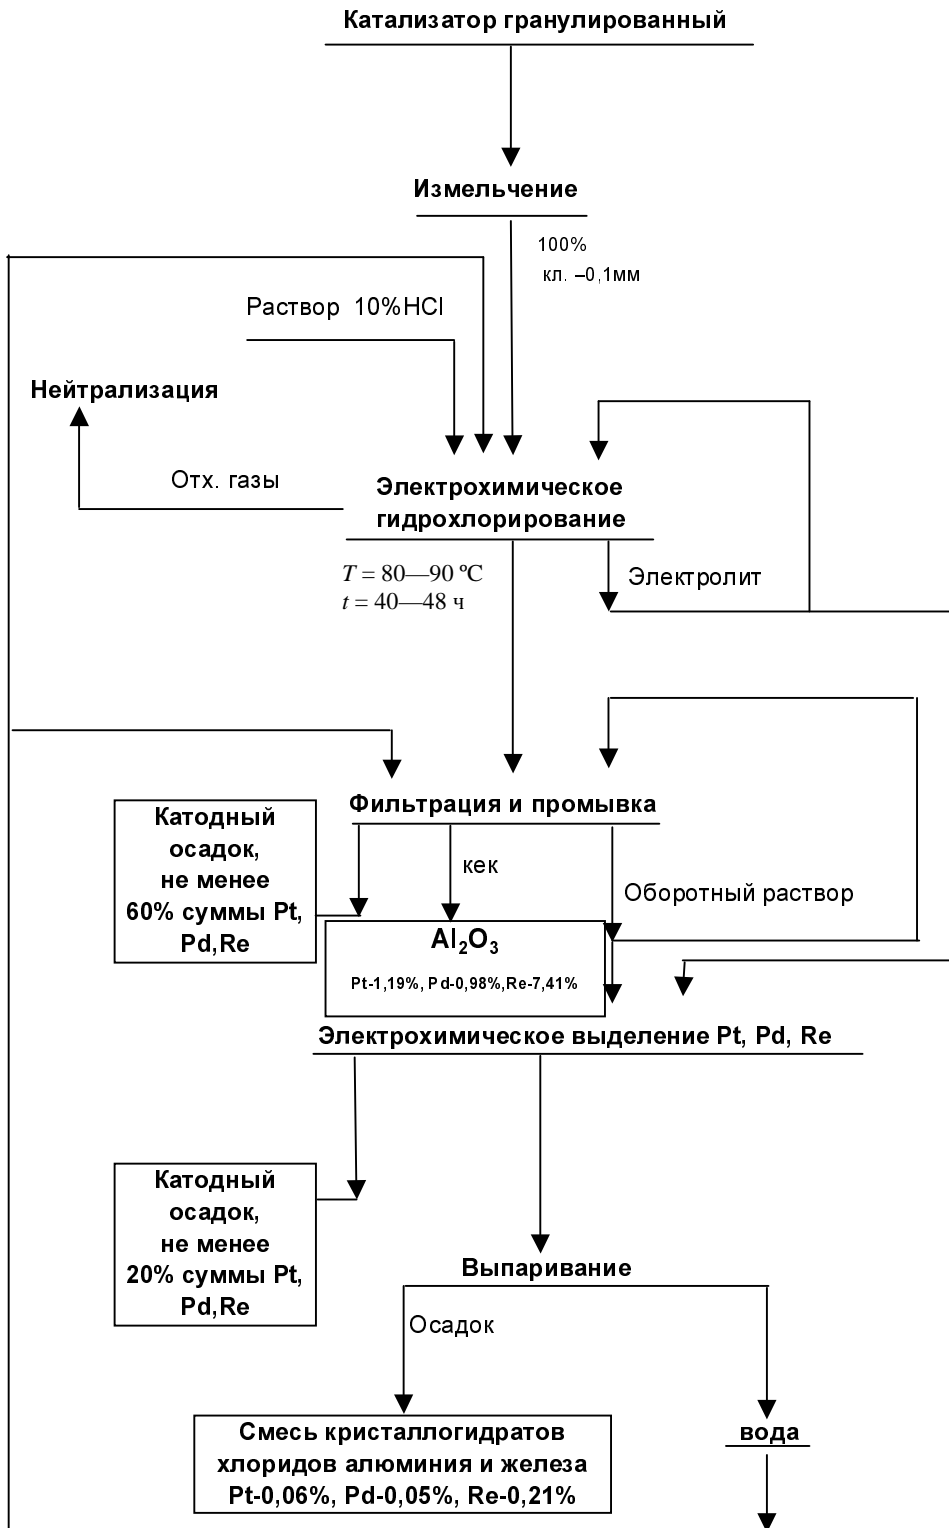 Катализатор гранулированный
Измельчение
100%
кл. –0,1мм
Раствор 10%HCl
Нейтрализация
Отх. газы
Электрохимическое
гидрохлорирование
T = 80—90 ºC
t = 40—48 ч
Электролит
Фильтрация и промывка
Катодный
осадок,
не менее
60% суммы Pt,
Pd,Re
кек
Оборотный раствор
Al₂O₃
Pt-1,19%, Pd-0,98%,Re-7,41%
Электрохимическое выделение Pt, Pd, Re
Катодный
осадок,
не менее
20% суммы Pt,
Pd,Re
Выпаривание
Осадок
Смесь кристаллогидратов
хлоридов алюминия и железа
Pt-0,06%, Pd-0,05%, Re-0,21%
вода